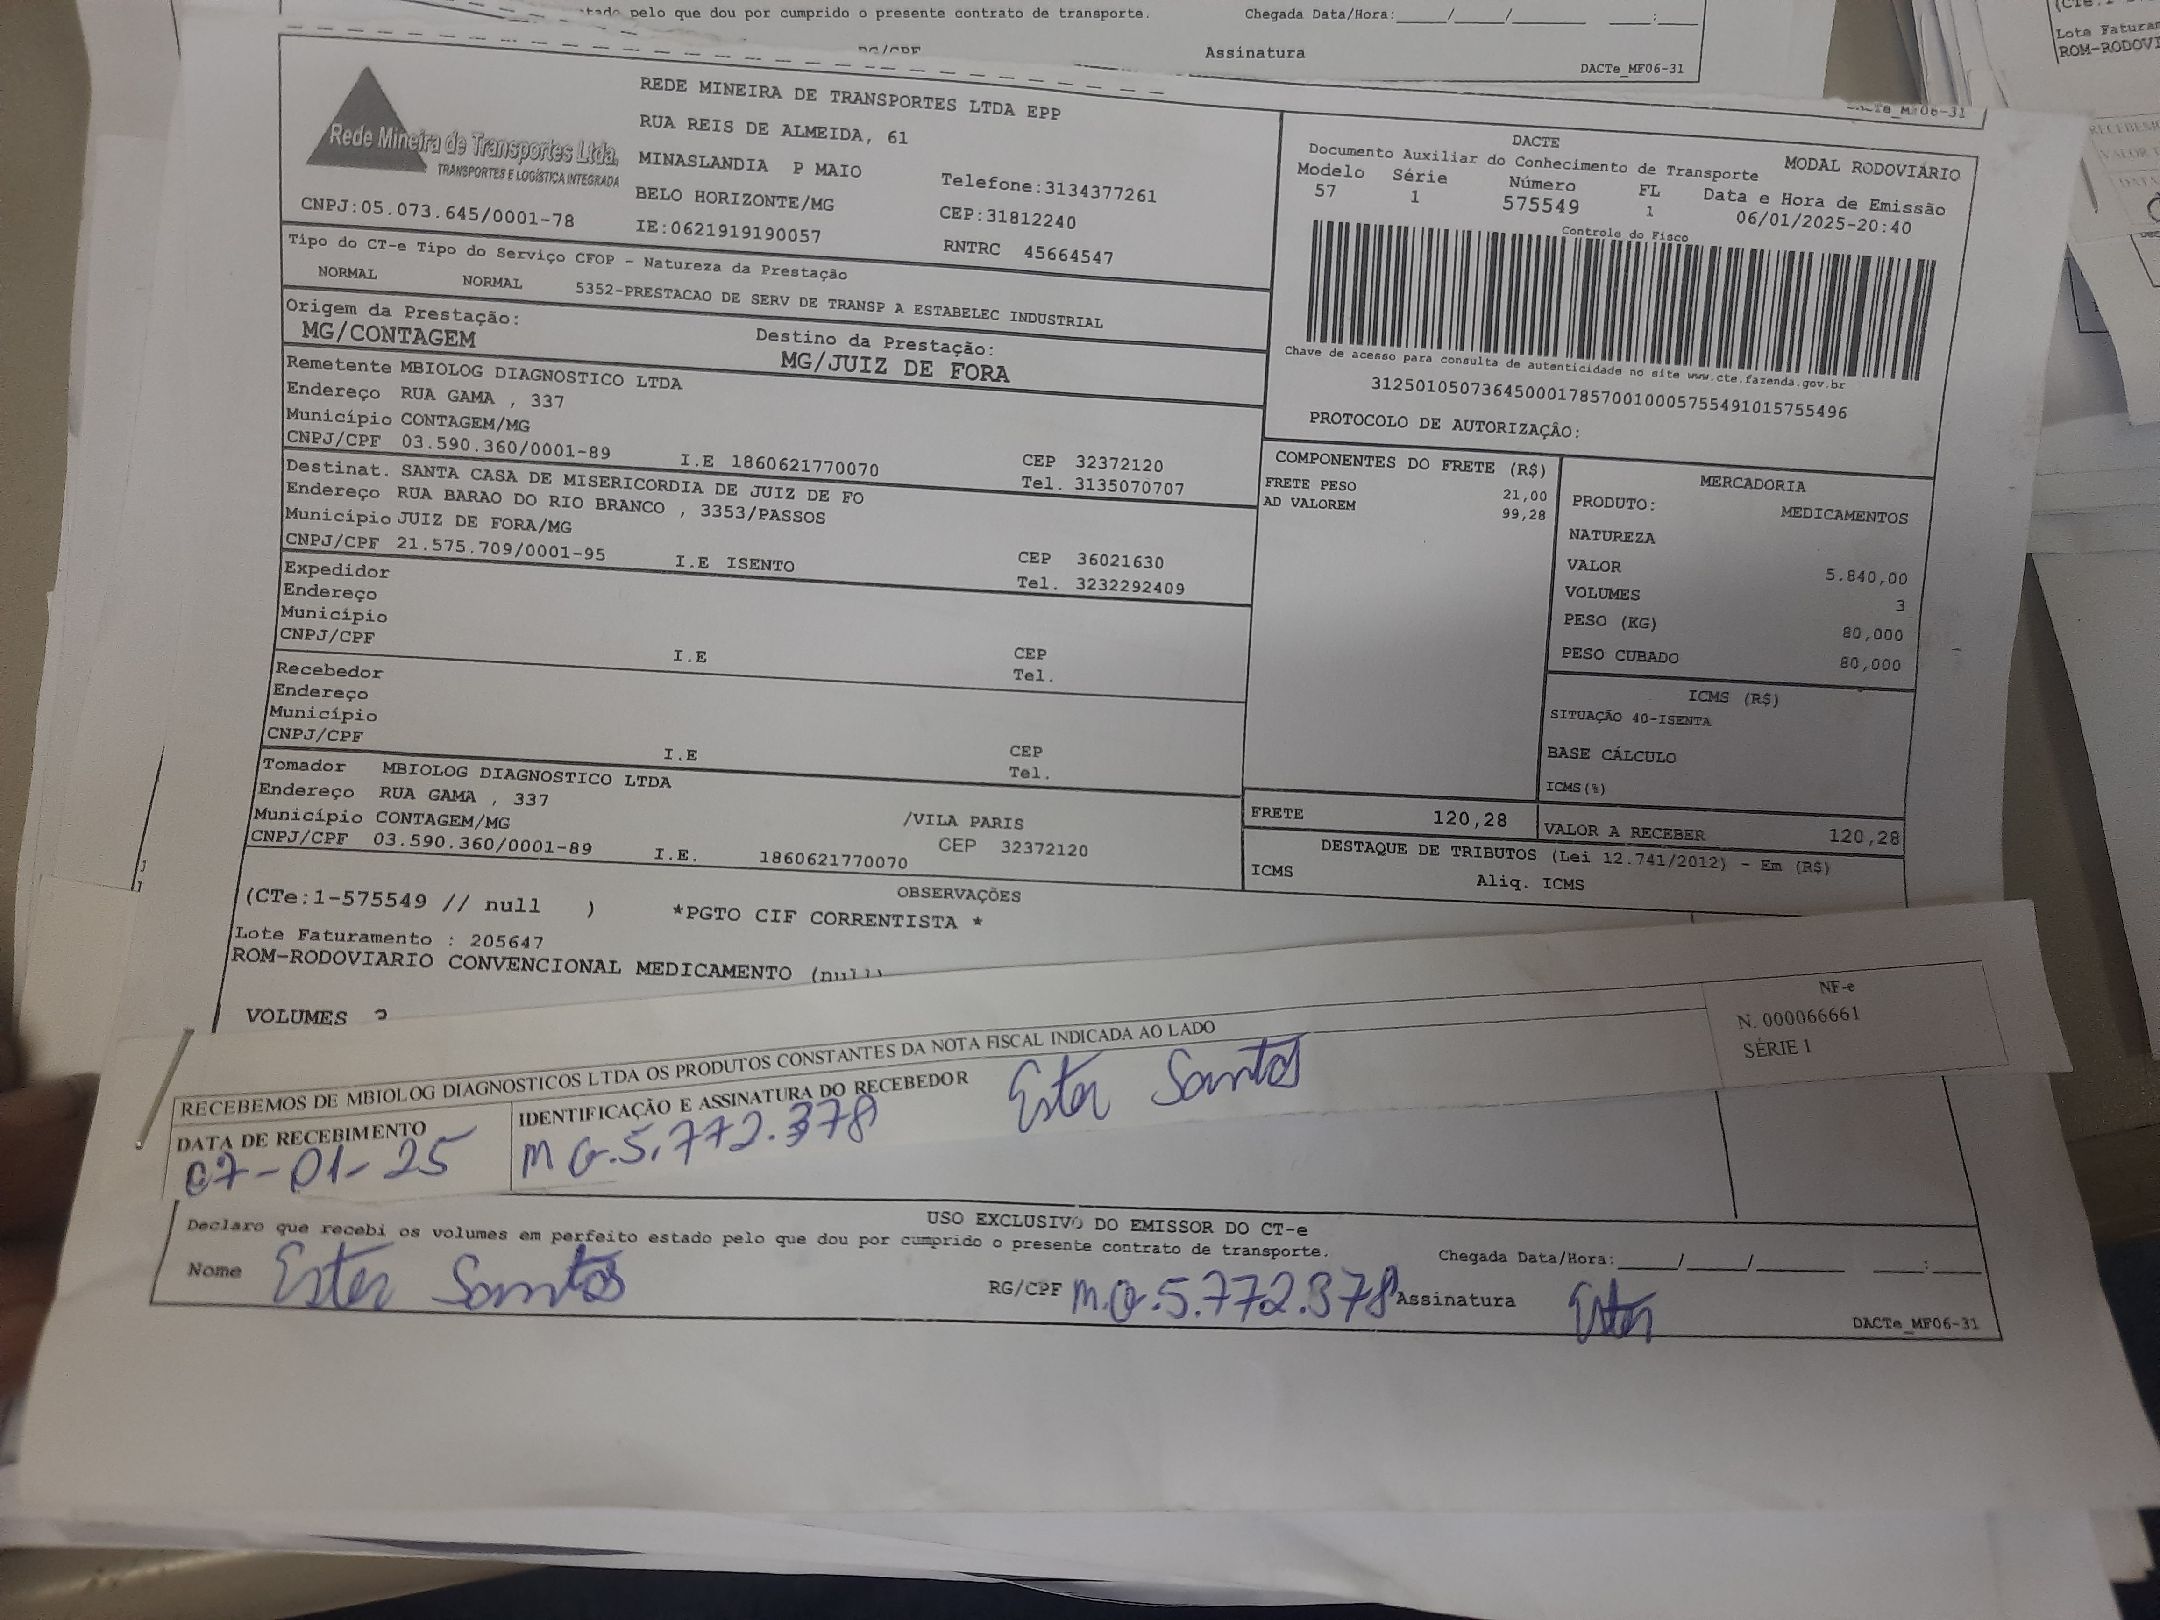 pelo que dou por cumprido o presente contrato de transporte. Chegada Data/Hora:____/____/______ ____:____
RG/CPF Assinatura
DACTe_MF06-31
Lote Faturam
ROM-RODOVI
Rede Mineira de Transportes Ltda.
TRANSPORTES E LOGÍSTICA INTEGRADA
CNPJ:05.073.645/0001-78
REDE MINEIRA DE TRANSPORTES LTDA EPP
RUA REIS DE ALMEIDA, 61
MINASLANDIA P MAIO Telefone:3134377261
BELO HORIZONTE/MG CEP:31812240
IE:0621919190057 RNTRC 45664547
DACTE MODAL RODOVIÁRIO
Documento Auxiliar do Conhecimento de Transporte
Modelo Série Número FL Data e Hora de Emissão
57 1 575549 1 06/01/2025-20:40
Controle do Fisco
Chave de acesso para consulta de autenticidade no site www.cte.fazenda.gov.br
31250105073645000178570010005755491015755496
PROTOCOLO DE AUTORIZAÇÂO:
Tipo do CT-e Tipo do Serviço CFOP - Natureza da Prestação
NORMAL NORMAL 5352-PRESTACAO DE SERV DE TRANSP A ESTABELEC INDUSTRIAL
Origem da Prestação: Destino da Prestação:
MG/CONTAGEM MG/JUIZ DE FORA
Remetente MBIOLOG DIAGNOSTICO LTDA
Endereço RUA GAMA , 337
Município CONTAGEM/MG CEP 32372120
CNPJ/CPF 03.590.360/0001-89 I.E 1860621770070 Tel. 3135070707
Destinat. SANTA CASA DE MISERICORDIA DE JUIZ DE FO
Endereço RUA BARAO DO RIO BRANCO , 3353/PASSOS
Município JUIZ DE FORA/MG CEP 36021630
CNPJ/CPF 21.575.709/0001-95 I.E ISENTO Tel. 3232292409
Expedidor
Endereço
Município CEP
CNPJ/CPF I.E Tel.
Recebedor
Endereço
Município CEP
CNPJ/CPF I.E Tel.
Tomador MBIOLOG DIAGNOSTICO LTDA
Endereço RUA GAMA , 337 /VILA PARIS
Município CONTAGEM/MG CEP 32372120
CNPJ/CPF 03.590.360/0001-89 I.E. 1860621770070
COMPONENTES DO FRETE (R$)
FRETE PESO 21,00
AD VALOREM 99,28
MERCADORIA
PRODUTO: MEDICAMENTOS
NATUREZA
VALOR 5.840,00
VOLUMES 3
PESO (KG) 80,000
PESO CUBADO 80,000
ICMS (R$)
SITUAÇÃO 40-ISENTA
BASE CÁLCULO
ICMS(%)
FRETE 120,28 VALOR A RECEBER 120,28
DESTAQUE DE TRIBUTOS (Lei 12.741/2012) - Em (R$)
ICMS Aliq. ICMS
OBSERVAÇÕES
(CTe:1-575549 // null ) *PGTO CIF CORRENTISTA *
Lote Faturamento : 205647
ROM-RODOVIARIO CONVENCIONAL MEDICAMENTO (null)
VOLUMES
RECEBEMOS DE MBIOLOG DIAGNOSTICOS LTDA OS PRODUTOS CONSTANTES DA NOTA FISCAL INDICADA AO LADO
NF-e
N. 000066661
SÉRIE 1
DATA DE RECEBIMENTO IDENTIFICAÇÃO E ASSINATURA DO RECEBEDOR
07-01-25 MG.5.772.378 Ester Santos
USO EXCLUSIVO DO EMISSOR DO CT-e
Declaro que recebi os volumes em perfeito estado pelo que dou por cumprido o presente contrato de transporte. Chegada Data/Hora:____/____/______ ____:____
Nome Ester Santos RG/CPF M.G.5.772.378 Assinatura Ester
DACTe_MF06-31